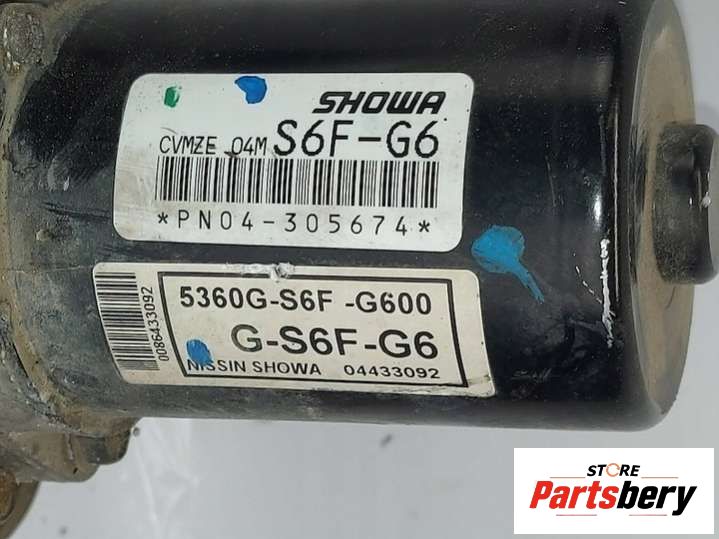 SHOWA
CVMZE 04M S6F-G6
*PN04-305674*
0086433092
5360G-S6F -G600
G-S6F-G6
NISSIN SHOWA 04433092
STORE
Partsbery